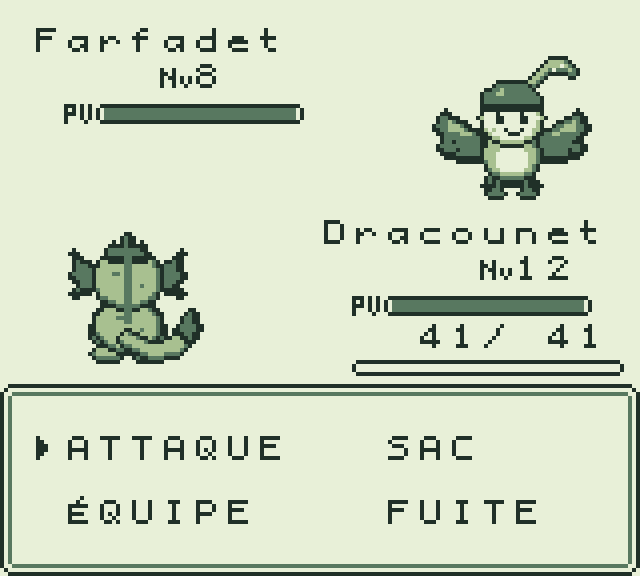 Farfadet
Nv8
PV
Dracounet
Nv12
PV
41/ 41
ATTAQUE SAC
ÉQUIPE FUITE